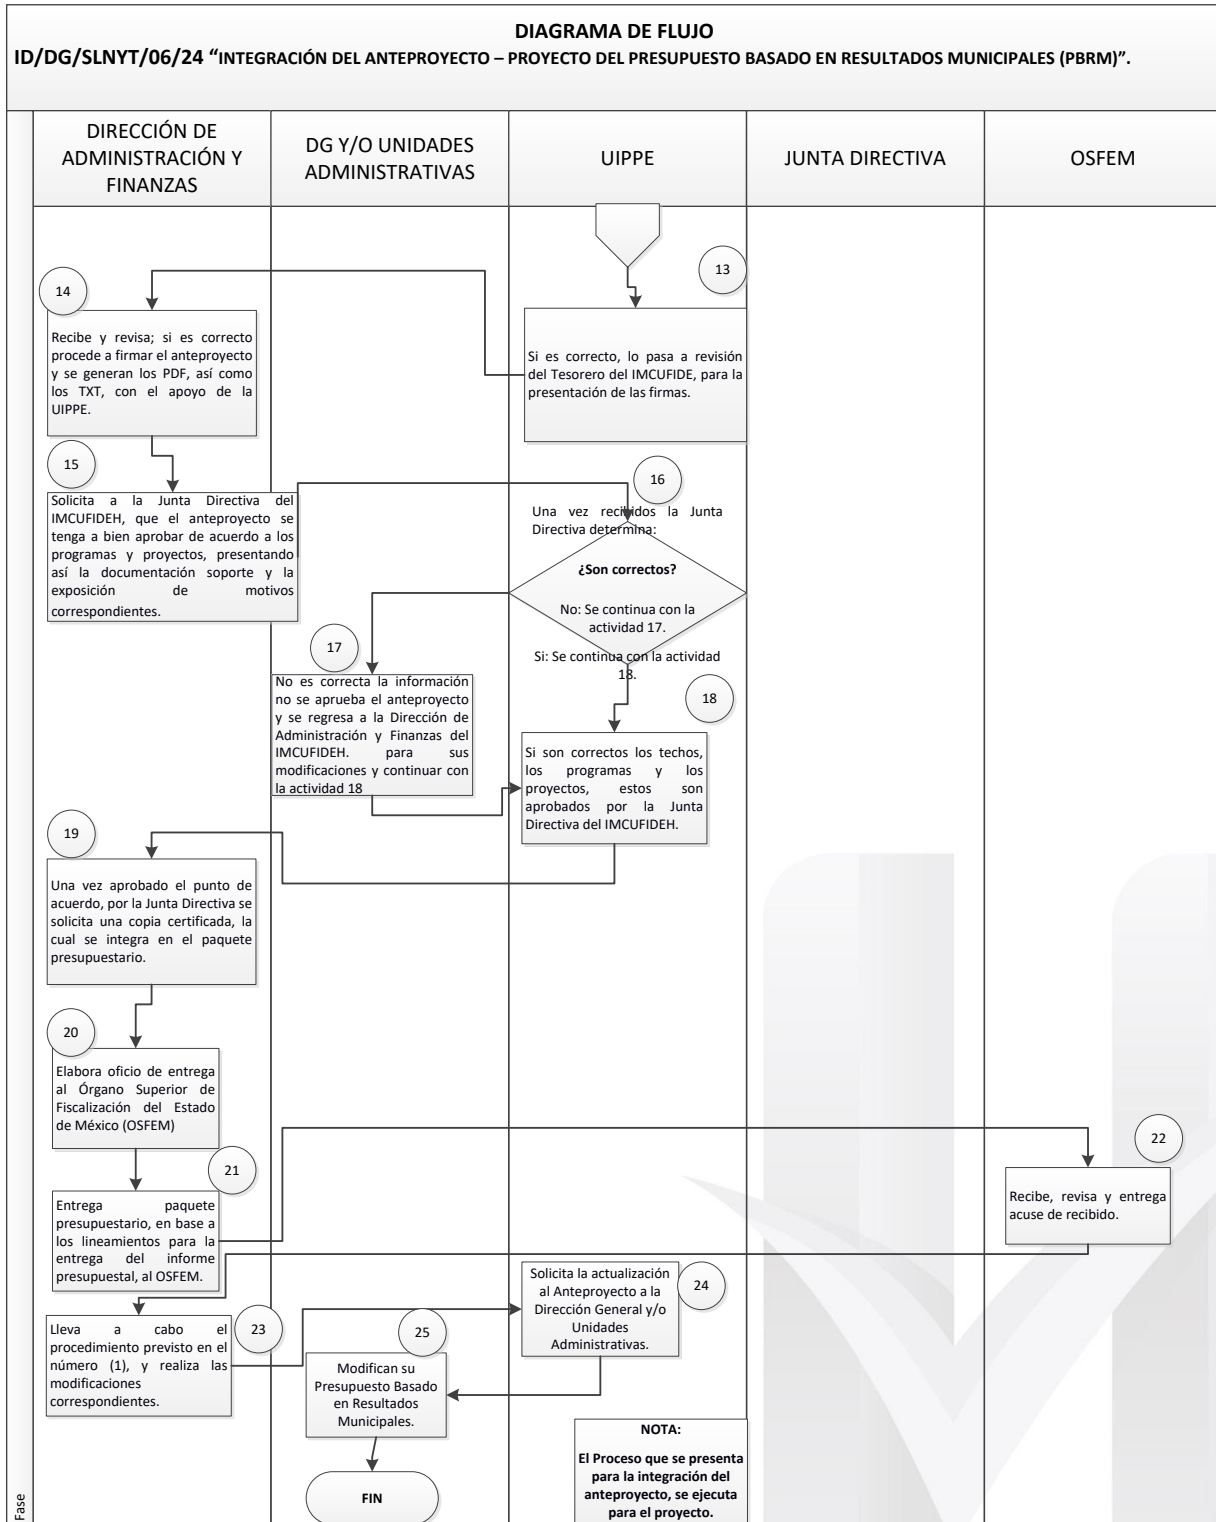 DIAGRAMA DE FLUJO
ID/DG/SLNYT/06/24 “INTEGRACIÓN DEL ANTEPROYECTO – PROYECTO DEL PRESUPUESTO BASADO EN RESULTADOS MUNICIPALES (PBRM)”.
DIRECCIÓN DE
ADMINISTRACIÓN Y
FINANZAS
DG Y/O UNIDADES
ADMINISTRATIVAS
UIPPE
JUNTA DIRECTIVA
OSFEM
13
Si es correcto, lo pasa a revisión
del Tesorero del IMCUFIDE, para la
presentación de las firmas.
14
Recibe y revisa; si es correcto
procede a firmar el anteproyecto
y se generan los PDF, así como
los TXT, con el apoyo de la
UIPPE.
15
Solicita a la Junta Directiva del
IMCUFIDEH, que el anteproyecto se
tenga a bien aprobar de acuerdo a los
programas y proyectos, presentando
así la documentación soporte y la
exposición de motivos
correspondientes.
16
Una vez recibidos la Junta
Directiva determina:
¿Son correctos?
No: Se continua con la
actividad 17.
Si: Se continua con la actividad
18.
17
No es correcta la información
no se aprueba el anteproyecto
y se regresa a la Dirección de
Administración y Finanzas del
IMCUFIDEH. para sus
modificaciones y continuar con
la actividad 18
18
Si son correctos los techos,
los programas y los
proyectos, estos son
aprobados por la Junta
Directiva del IMCUFIDEH.
19
Una vez aprobado el punto de
acuerdo, por la Junta Directiva se
solicita una copia certificada, la
cual se integra en el paquete
presupuestario.
20
Elabora oficio de entrega
al Órgano Superior de
Fiscalización del Estado
de México (OSFEM)
21
Entrega paquete
presupuestario, en base a
los lineamientos para la
entrega del informe
presupuestal, al OSFEM.
22
Recibe, revisa y entrega
acuse de recibido.
23
Lleva a cabo el
procedimiento previsto en el
número (1), y realiza las
modificaciones
correspondientes.
24
Solicita la actualización
al Anteproyecto a la
Dirección General y/o
Unidades
Administrativas.
25
Modifican su
Presupuesto Basado
en Resultados
Municipales.
FIN
NOTA:
El Proceso que se presenta
para la integración del
anteproyecto, se ejecuta
para el proyecto.
Fase